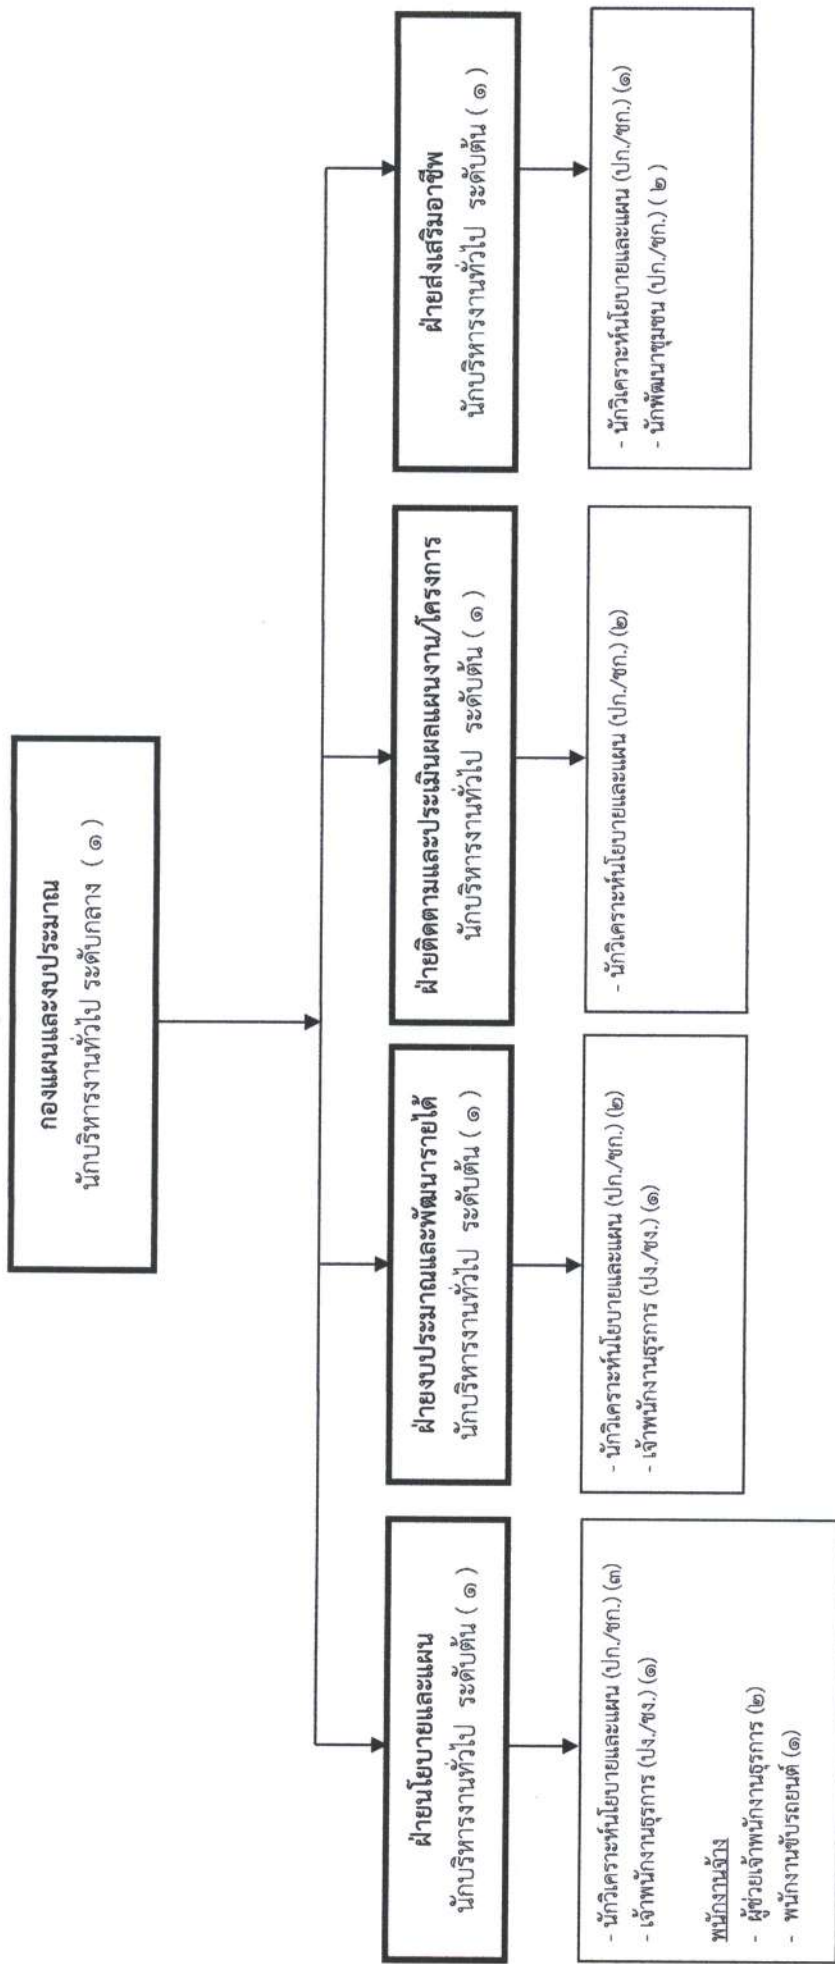 กองแผนและงบประมาณ
นักบริหารงานทั่วไป ระดับกลาง ( ๑ )
ฝ่ายนโยบายและแผน
นักบริหารงานทั่วไป ระดับต้น ( ๑ )
- นักวิเคราะห์นโยบายและแผน (ปก./ชก.) (๓)
- เจ้าพนักงานธุรการ (ปง./ชง.) (๑)
พนักงานจ้าง
- ผู้ช่วยเจ้าพนักงานธุรการ (๒)
- พนักงานขับรถยนต์ (๑)
ฝ่ายงบประมาณและพัฒนารายได้
นักบริหารงานทั่วไป ระดับต้น ( ๑ )
- นักวิเคราะห์นโยบายและแผน (ปก./ชก.) (๒)
- เจ้าพนักงานธุรการ (ปง./ชง.) (๑)
ฝ่ายติดตามและประเมินผลแผนงาน/โครงการ
นักบริหารงานทั่วไป ระดับต้น ( ๑ )
- นักวิเคราะห์นโยบายและแผน (ปก./ชก.) (๒)
ฝ่ายส่งเสริมอาชีพ
นักบริหารงานทั่วไป ระดับต้น ( ๑ )
- นักวิเคราะห์นโยบายและแผน (ปก./ชก.) (๑)
- นักพัฒนาชุมชน (ปก./ชก.) ( ๒ )